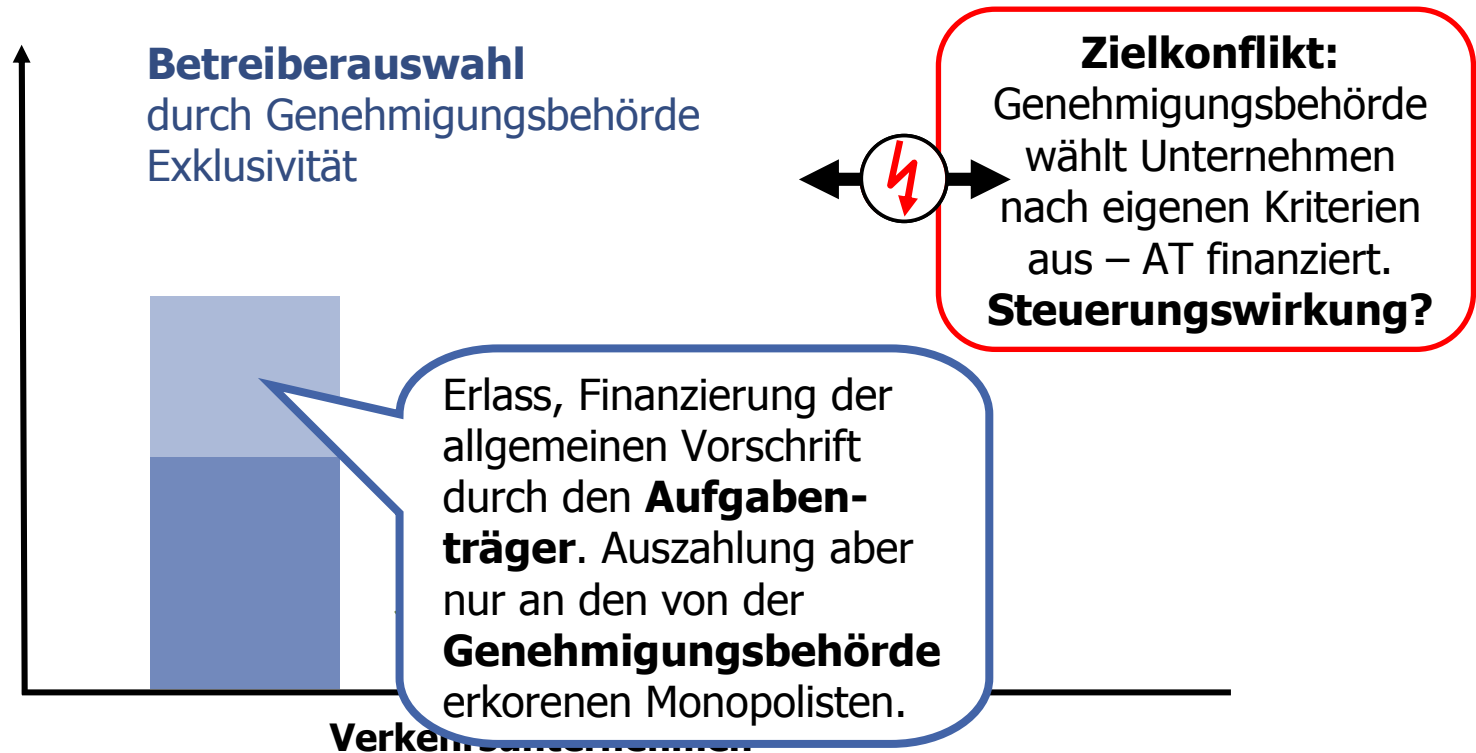 Betreiberauswahl
durch Genehmigungsbehörde
Exklusivität
Zielkonflikt:
Genehmigungsbehörde
wählt Unternehmen
nach eigenen Kriterien
aus – AT finanziert.
Steuerungswirkung?
Erlass, Finanzierung der
allgemeinen Vorschrift
durch den Aufgaben-
träger. Auszahlung aber
nur an den von der
Genehmigungsbehörde
erkorenen Monopolisten.
Verkehrsunternehmen